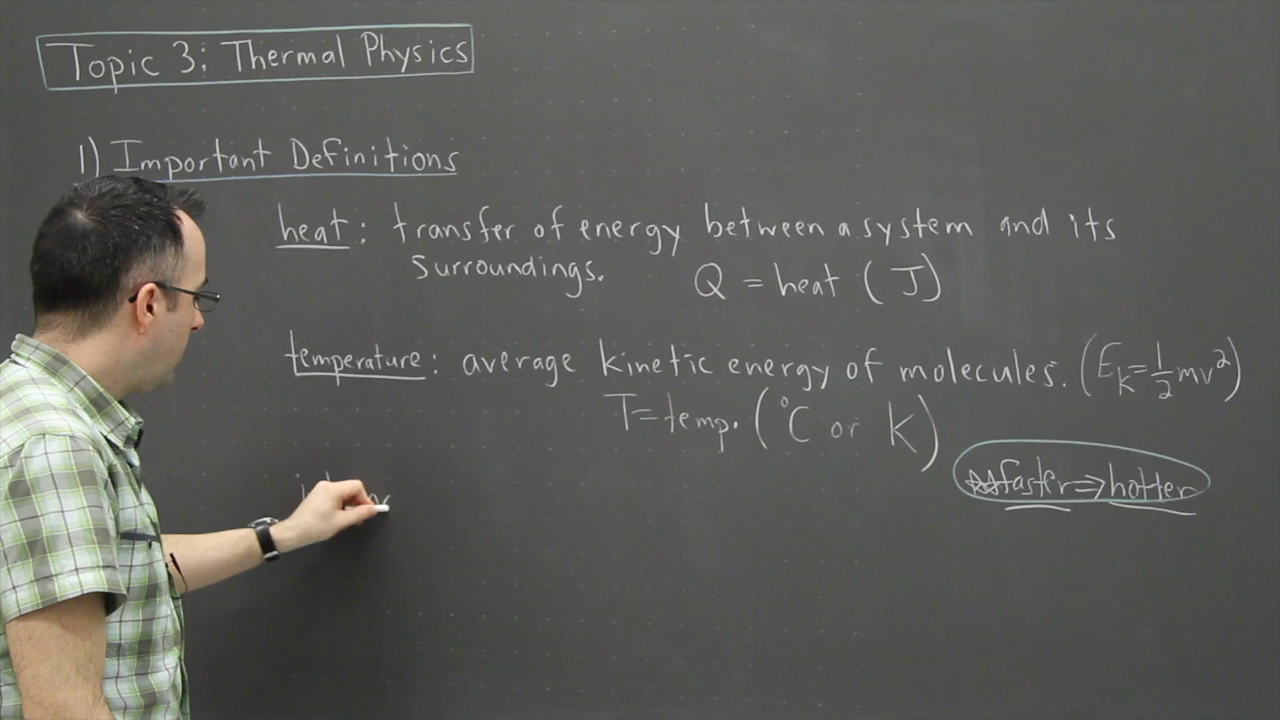 Topic 3: Thermal Physics
1) Important Definitions
heat: transfer of energy between a system and its
surroundings. Q = heat (J)
temperature: average kinetic energy of molecules. (E_K = 1/2 mv²)
T = temp. (°C or K)
faster ⇒ hotter